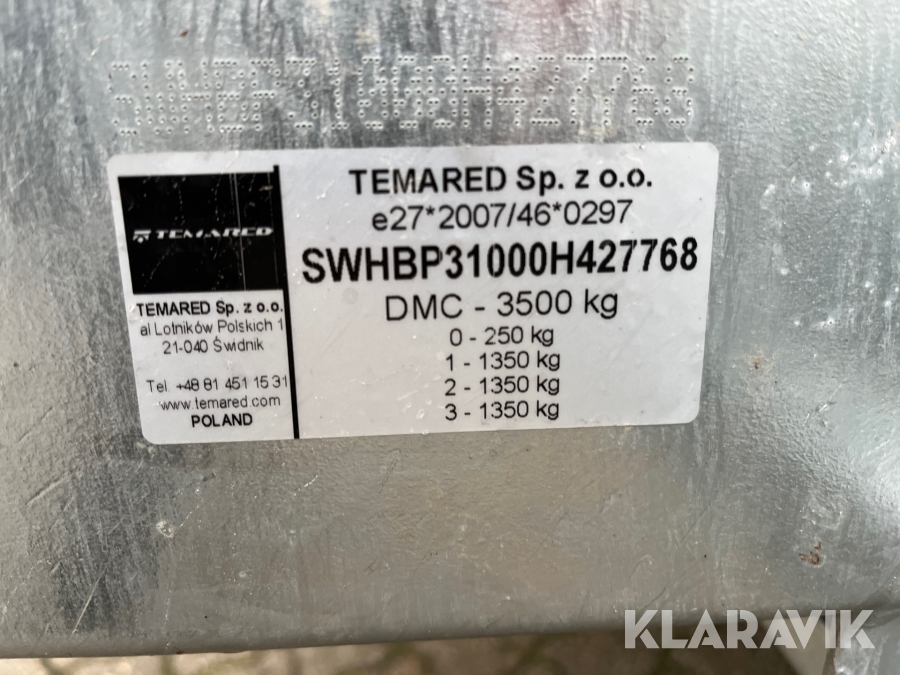 SWHBP31000H427768
TEMARED
TEMARED Sp. z o.o.
al Lotników Polskich 1
21-040 Świdnik
Tel. +48 81 451 15 31
www.temared.com
POLAND
TEMARED Sp. z o.o.
e27*2007/46*0297
SWHBP31000H427768
DMC - 3500 kg
0 - 250 kg
1 - 1350 kg
2 - 1350 kg
3 - 1350 kg
KLARAVIK